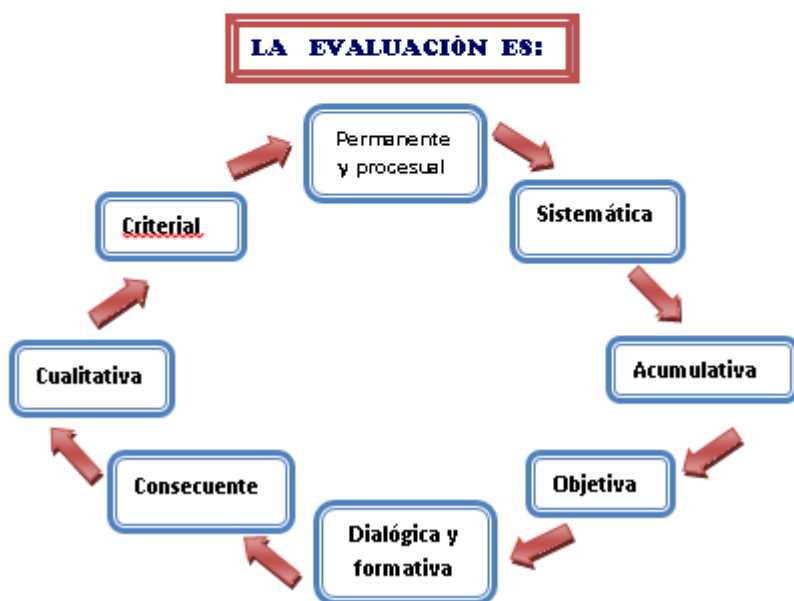 LA EVALUACIÓN ES:
Permanente
y procesual
Sistemática
Acumulativa
Objetiva
Dialógica y
formativa
Consecuente
Cualitativa
Criterial